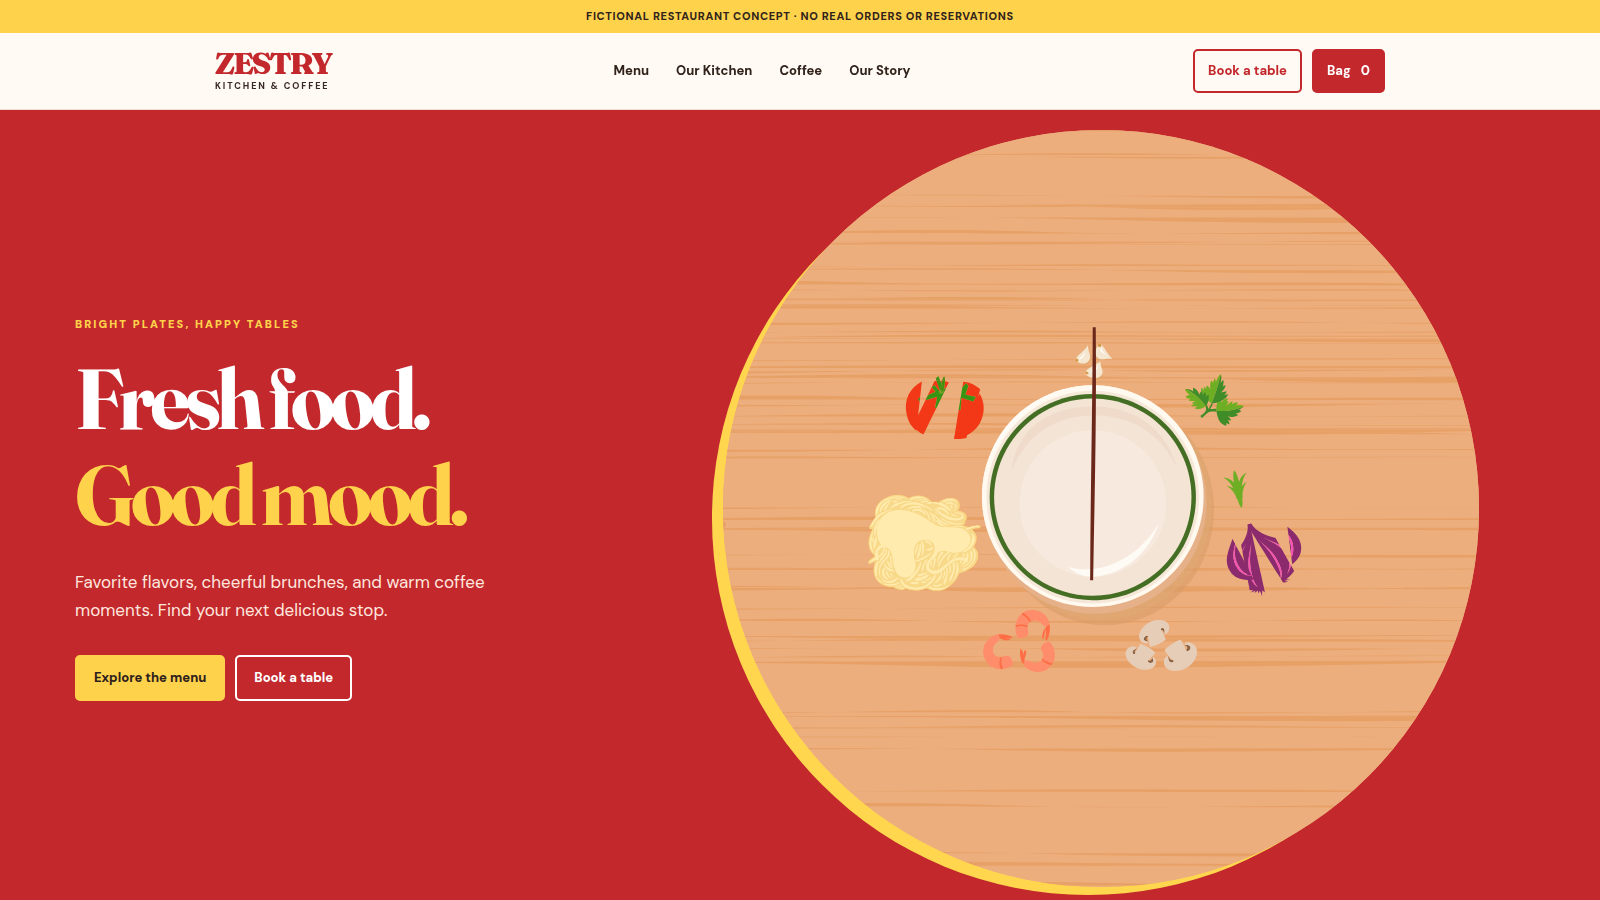 FICTIONAL RESTAURANT CONCEPT · NO REAL ORDERS OR RESERVATIONS
ZESTRY
KITCHEN & COFFEE
Menu
Our Kitchen
Coffee
Our Story
Book a table
Bag 0
BRIGHT PLATES, HAPPY TABLES
Fresh food.
Good mood.
Favorite flavors, cheerful brunches, and warm coffee
moments. Find your next delicious stop.
Explore the menu
Book a table